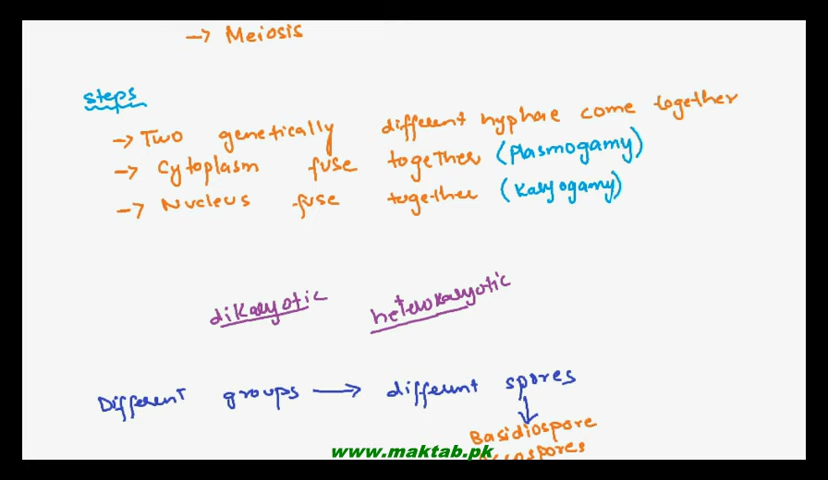 → Meiosis
steps
→ Two genetically different hyphae come together
→ Cytoplasm fuse together (Plasmogamy)
→ Nucleus fuse together (Karyogamy)
dikaryotic heterokaryotic
Different groups → different spores
Basidiospore
www.maktab.pk